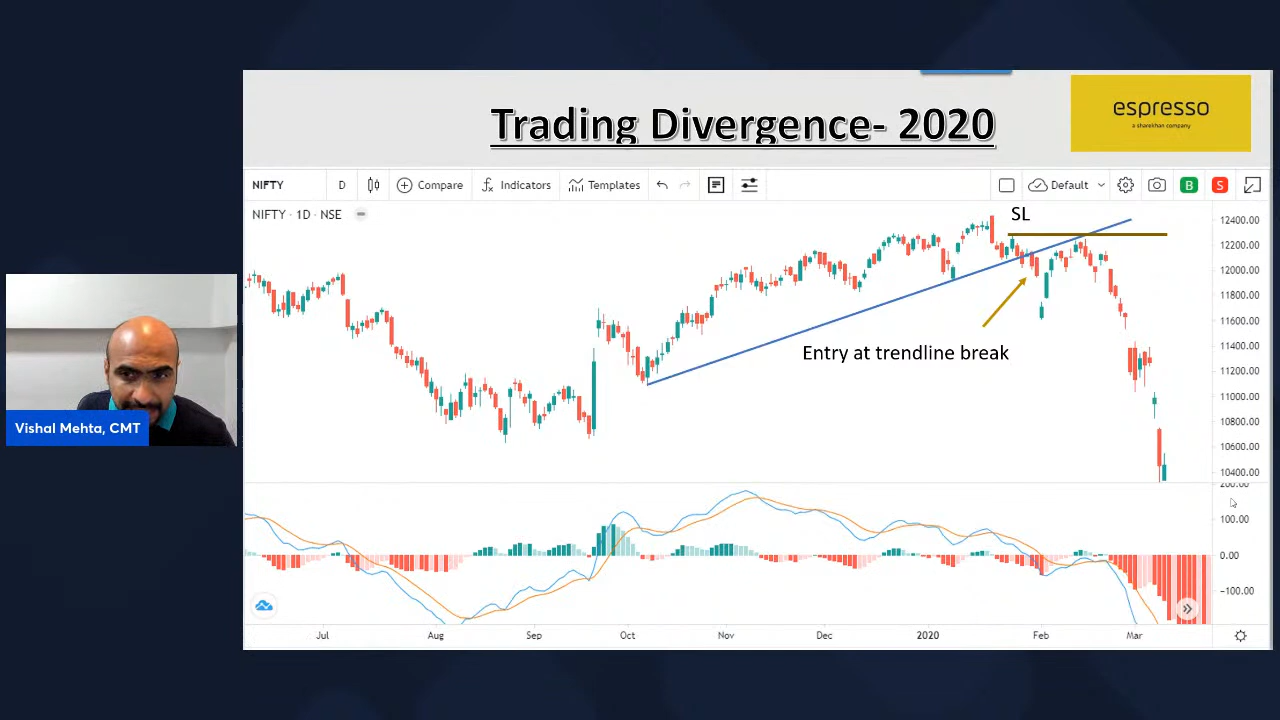 Trading Divergence- 2020
espresso
a sharekhan company
NIFTY D Compare Indicators Templates Default B S
NIFTY · 1D · NSE
SL
12400.00
12200.00
12000.00
11800.00
11600.00
11400.00
11200.00
11000.00
10800.00
10600.00
10400.00
Entry at trendline break
Vishal Mehta, CMT
200.00
100.00
0.00
−100.00
Jul Aug Sep Oct Nov Dec 2020 Feb Mar